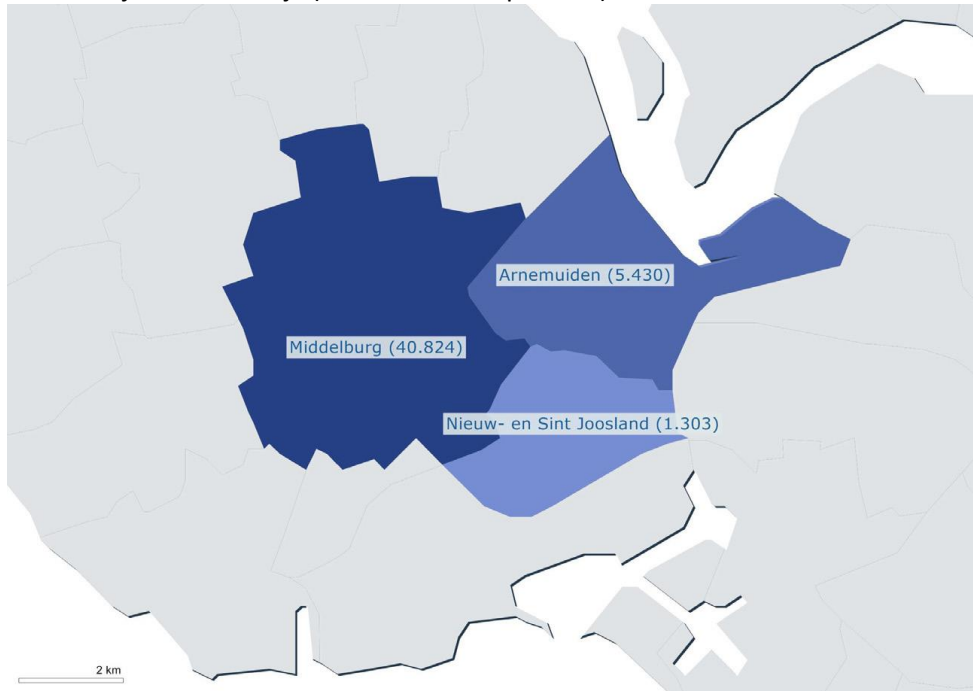 Arnemuiden (5.430)
Middelburg (40.824)
Nieuw- en Sint Joosland (1.303)
2 km